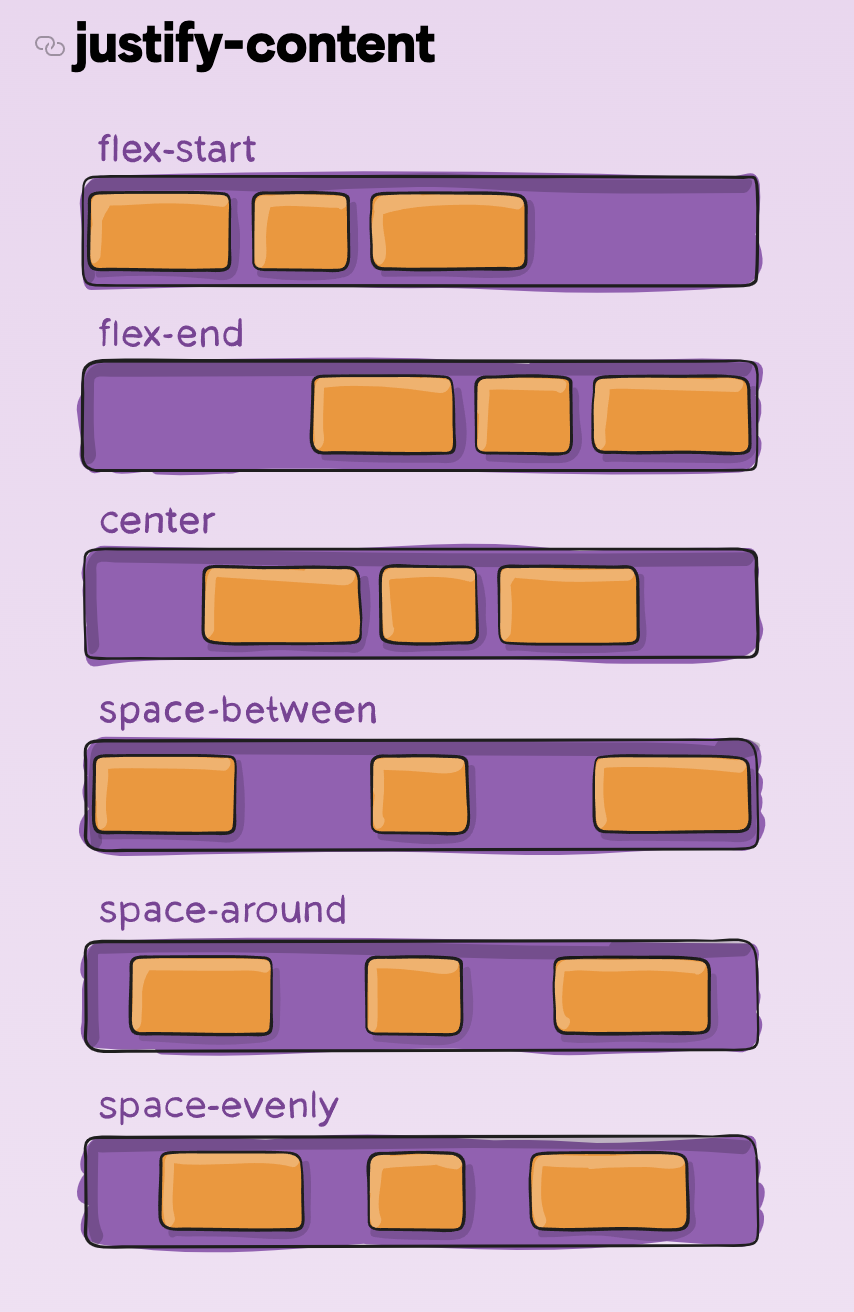 justify-content
flex-start
flex-end
center
space-between
space-around
space-evenly